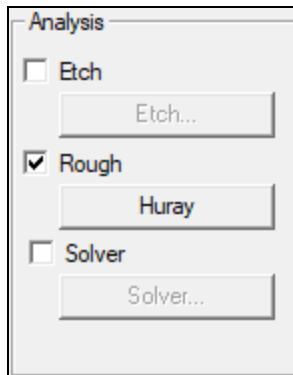 Analysis
Etch
Etch...
Rough
Huray
Solver
Solver...